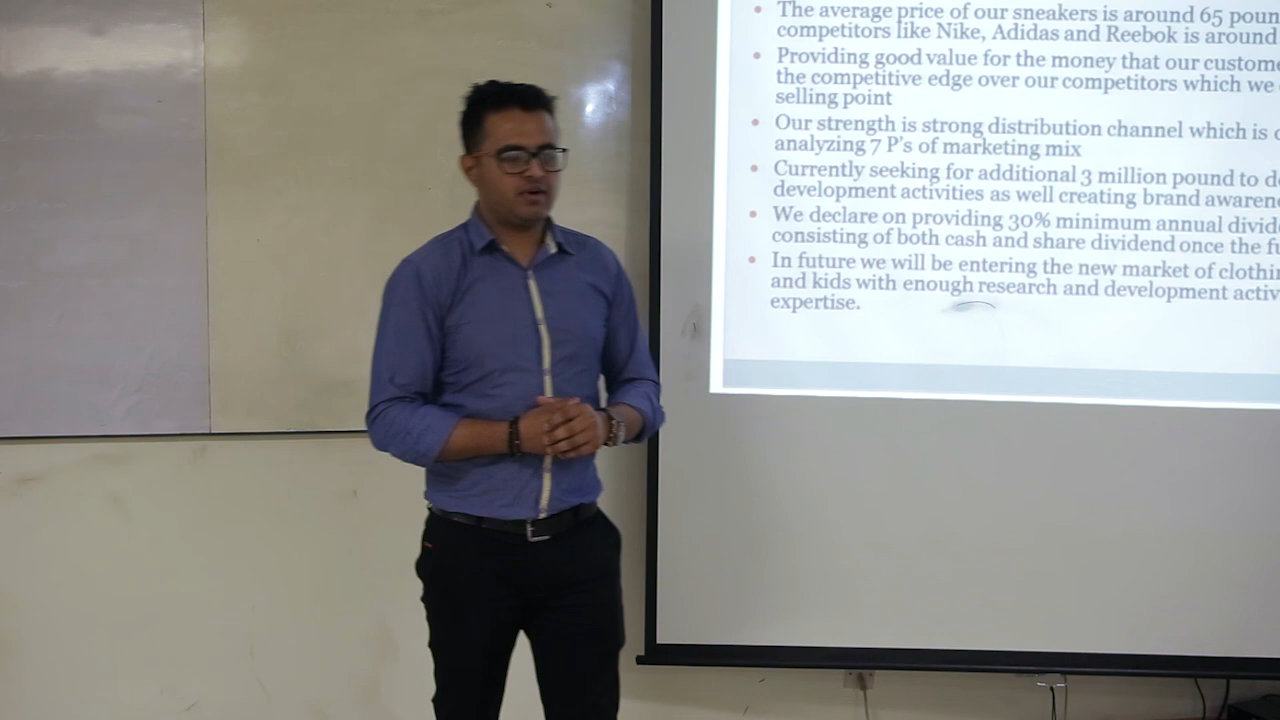 The average price of our sneakers is around 65 poun
competitors like Nike, Adidas and Reebok is around
Providing good value for the money that our custome
the competitive edge over our competitors which we
selling point
Our strength is strong distribution channel which is
analyzing 7 P's of marketing mix
Currently seeking for additional 3 million pound to d
development activities as well creating brand awaren
We declare on providing 30% minimum annual divid
consisting of both cash and share dividend once the fu
In future we will be entering the new market of clothi
and kids with enough research and development activ
expertise.